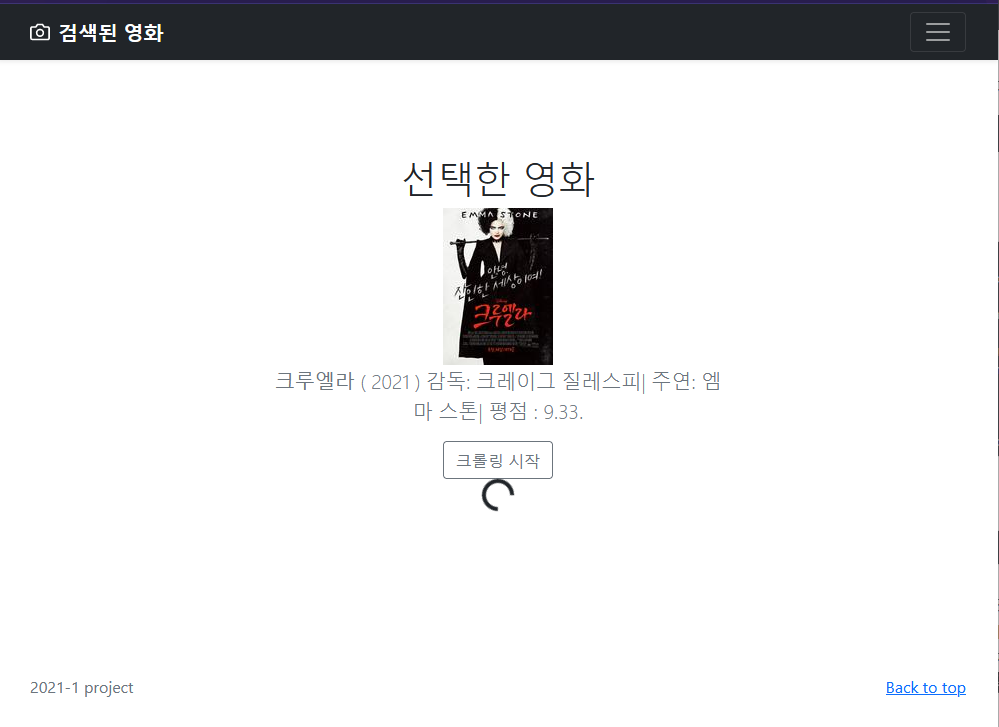 검색된 영화
선택한 영화
EMMA STONE
안녕
잔인한 세상이여!
Disney
크루엘라
크루엘라 ( 2021 ) 감독: 크레이그 질레스피| 주연: 엠
마 스톤| 평점 : 9.33.
크롤링 시작
2021-1 project
Back to top